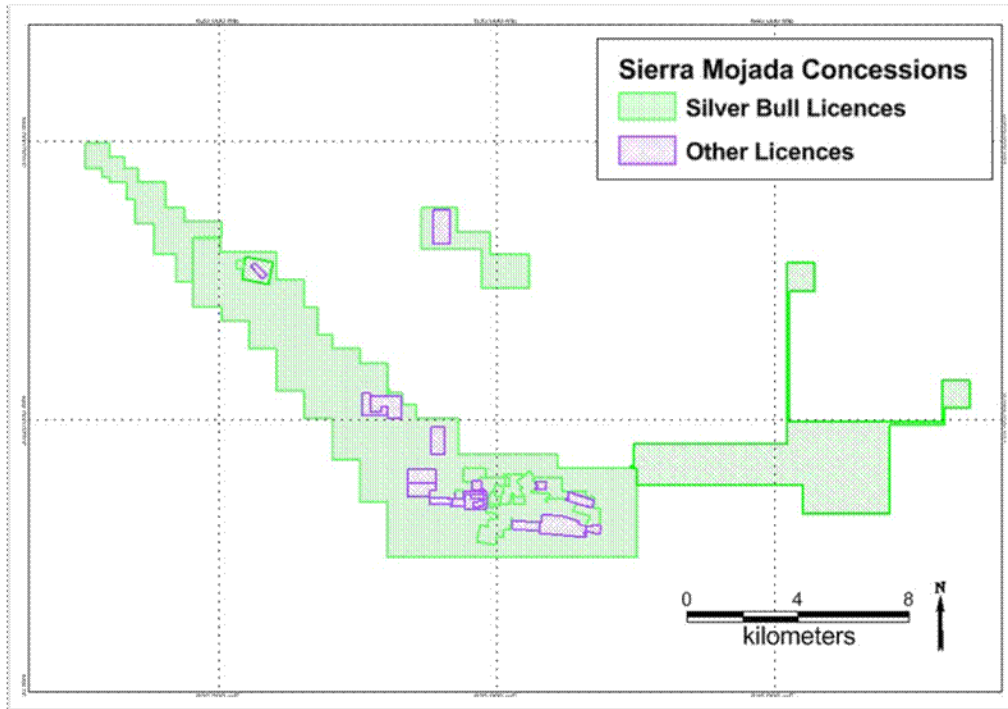 Sierra Mojada Concessions
Silver Bull Licences
Other Licences
N
0 4 8
kilometers